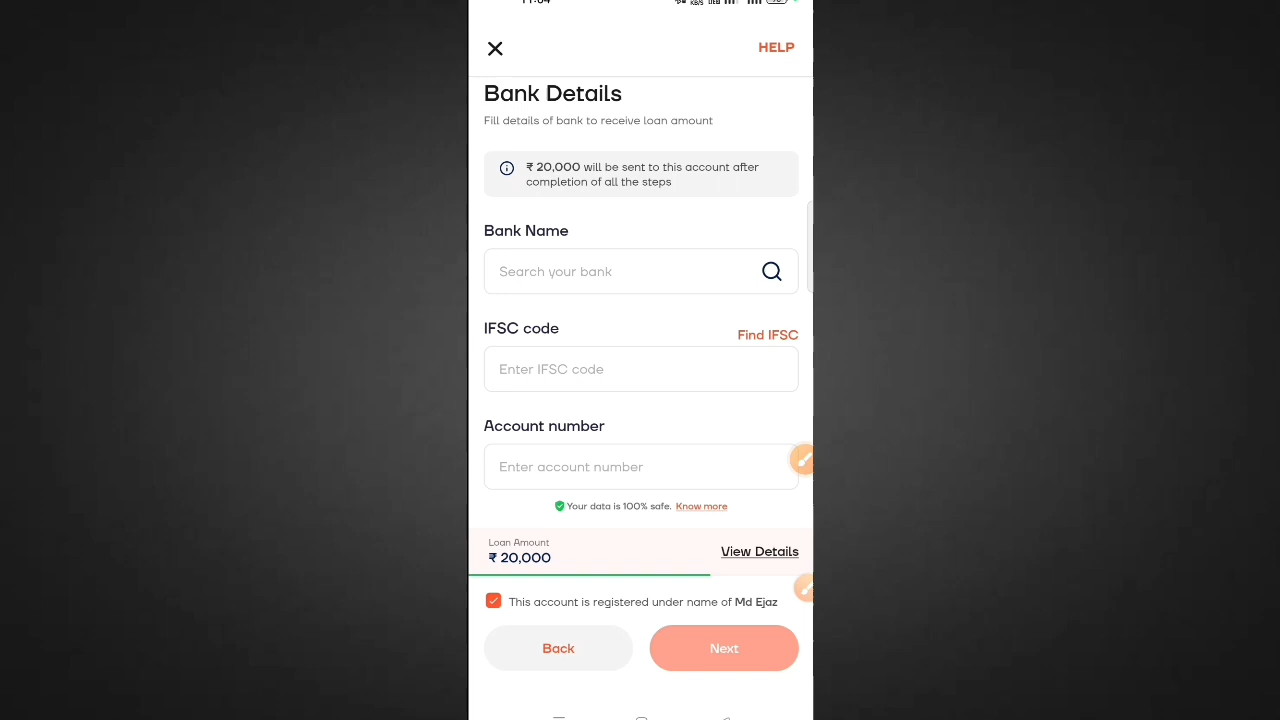 HELP
Bank Details
Fill details of bank to receive loan amount
₹ 20,000 will be sent to this account after
completion of all the steps
Bank Name
Search your bank
IFSC code
Find IFSC
Enter IFSC code
Account number
Enter account number
Your data is 100% safe. Know more
Loan Amount
₹ 20,000
View Details
This account is registered under name of Md Ejaz
Back
Next